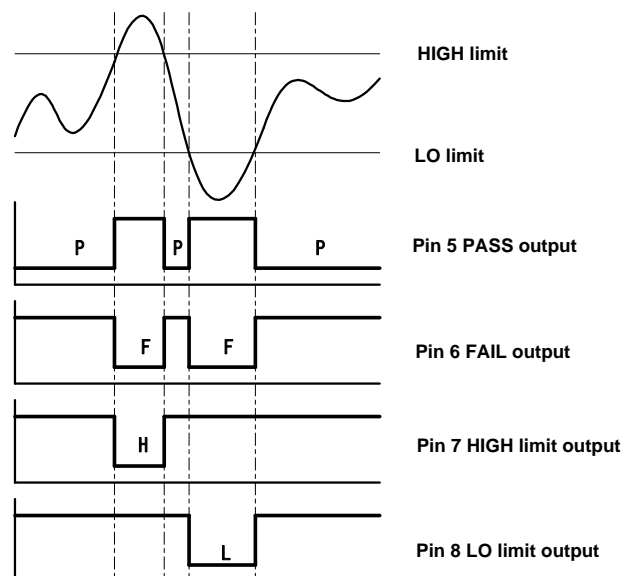 HIGH limit
LO limit
P P P Pin 5 PASS output
F F Pin 6 FAIL output
H Pin 7 HIGH limit output
L Pin 8 LO limit output